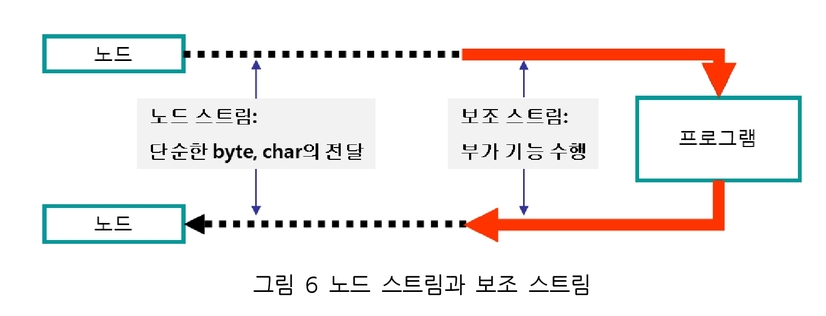 노드
노드 스트림:
단순한 byte, char의 전달
보조 스트림:
부가 기능 수행
프로그램
노드
그림 6 노드 스트림과 보조 스트림